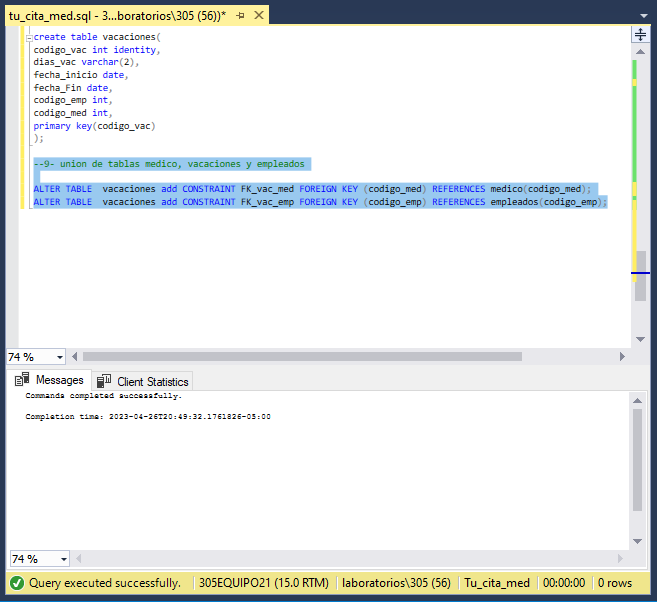 tu_cita_med.sql - 3...boratorios\305 (56))*
create table vacaciones(
codigo_vac int identity,
dias_vac varchar(2),
fecha_inicio date,
fecha_Fin date,
codigo_emp int,
codigo_med int,
primary key(codigo_vac)
);
--9- union de tablas medico, vacaciones y empleados
ALTER TABLE  vacaciones add CONSTRAINT FK_vac_med FOREIGN KEY (codigo_med) REFERENCES medico(codigo_med);
ALTER TABLE  vacaciones add CONSTRAINT FK_vac_emp FOREIGN KEY (codigo_emp) REFERENCES empleados(codigo_emp);
74 %
Messages Client Statistics
Commands completed successfully.
Completion time: 2023-04-26T20:49:32.1761826-05:00
74 %
Query executed successfully. 305EQUIPO21 (15.0 RTM) laboratorios\305 (56) Tu_cita_med 00:00:00 0 rows